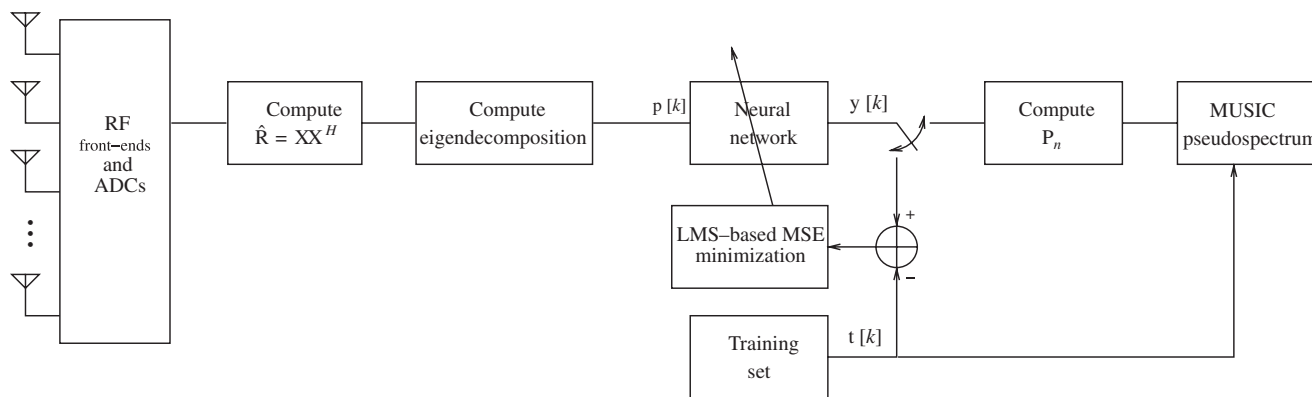 RF
front–ends
and
ADCs
Compute
R̂ = XX^H
Compute
eigendecomposition
p [k]
Neural
network
y [k]
Compute
P_n
MUSIC
pseudospectrum
LMS–based MSE
minimization
+
–
Training
set
t [k]